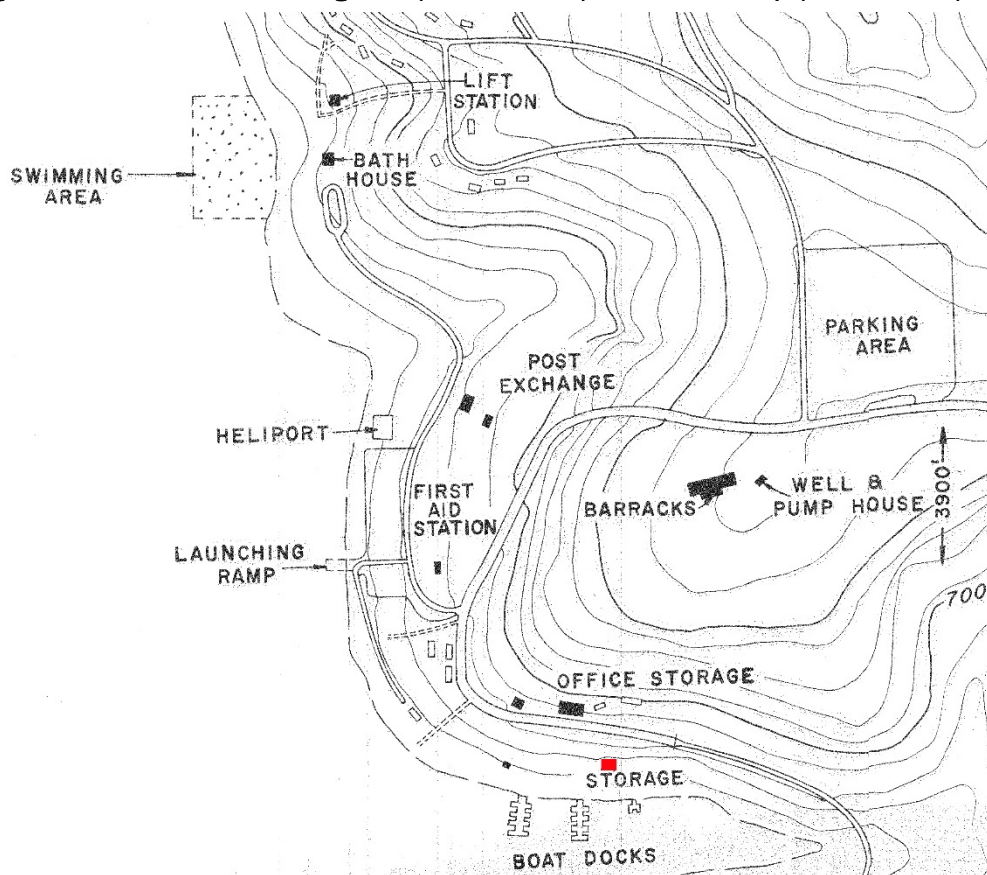 LIFT
STATION
BATH
HOUSE
SWIMMING
AREA
PARKING
AREA
POST
EXCHANGE
HELIPORT
WELL &
PUMP HOUSE
BARRACKS
3900'
FIRST
AID
STATION
LAUNCHING
RAMP
700
OFFICE STORAGE
STORAGE
BOAT DOCKS